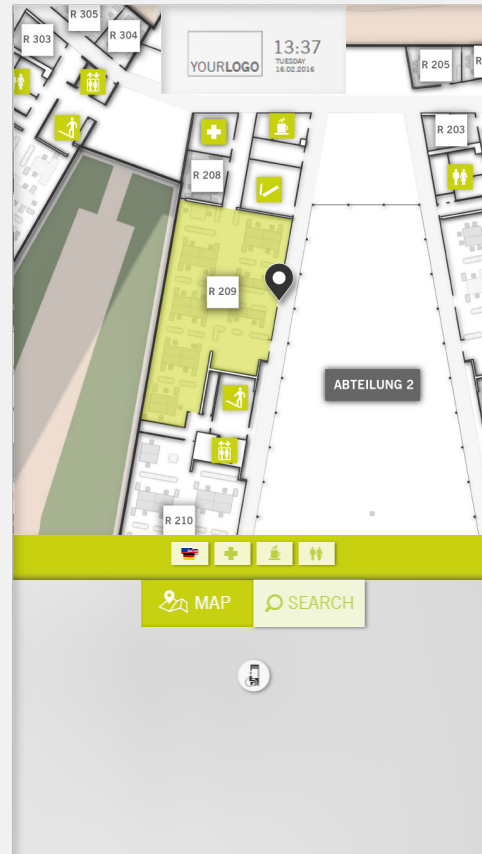 R 305
R 303
R 304
YOURLOGO
13:37
TUESDAY
16.02.2016
R 205
R
R 203
R 208
R 209
ABTEILUNG 2
R 210
MAP
SEARCH